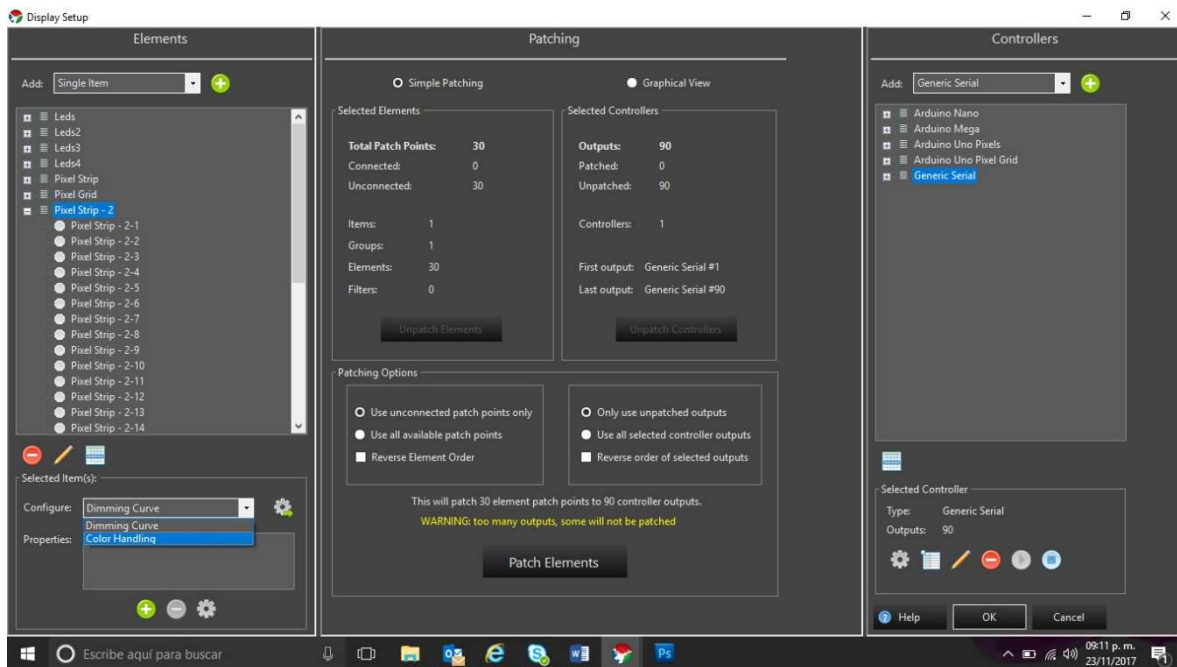 Display Setup
Elements
Add: Single Item
Leds
Leds2
Leds3
Leds4
Pixel Strip
Pixel Grid
Pixel Strip - 2
Pixel Strip - 2-1
Pixel Strip - 2-2
Pixel Strip - 2-3
Pixel Strip - 2-4
Pixel Strip - 2-5
Pixel Strip - 2-6
Pixel Strip - 2-7
Pixel Strip - 2-8
Pixel Strip - 2-9
Pixel Strip - 2-10
Pixel Strip - 2-11
Pixel Strip - 2-12
Pixel Strip - 2-13
Pixel Strip - 2-14
Selected Item(s):
Configure: Dimming Curve
Dimming Curve
Color Handling
Properties:
Patching
Simple Patching
Graphical View
Selected Elements
Total Patch Points: 30
Connected: 0
Unconnected: 30
Items: 1
Groups: 1
Elements: 30
Filters: 0
Unpatch Elements
Selected Controllers
Outputs: 90
Patched: 0
Unpatched: 90
Controllers: 1
First output: Generic Serial #1
Last output: Generic Serial #90
Unpatch Controllers
Patching Options
Use unconnected patch points only
Use all available patch points
Reverse Element Order
Only use unpatched outputs
Use all selected controller outputs
Reverse order of selected outputs
This will patch 30 element patch points to 90 controller outputs.
WARNING: too many outputs, some will not be patched
Patch Elements
Controllers
Add: Generic Serial
Arduino Nano
Arduino Mega
Arduino Uno Pixels
Arduino Uno Pixel Grid
Generic Serial
Selected Controller
Type: Generic Serial
Outputs: 90
Help
OK
Cancel
Escribe aquí para buscar
Ps
09:11 p. m.
23/11/2017